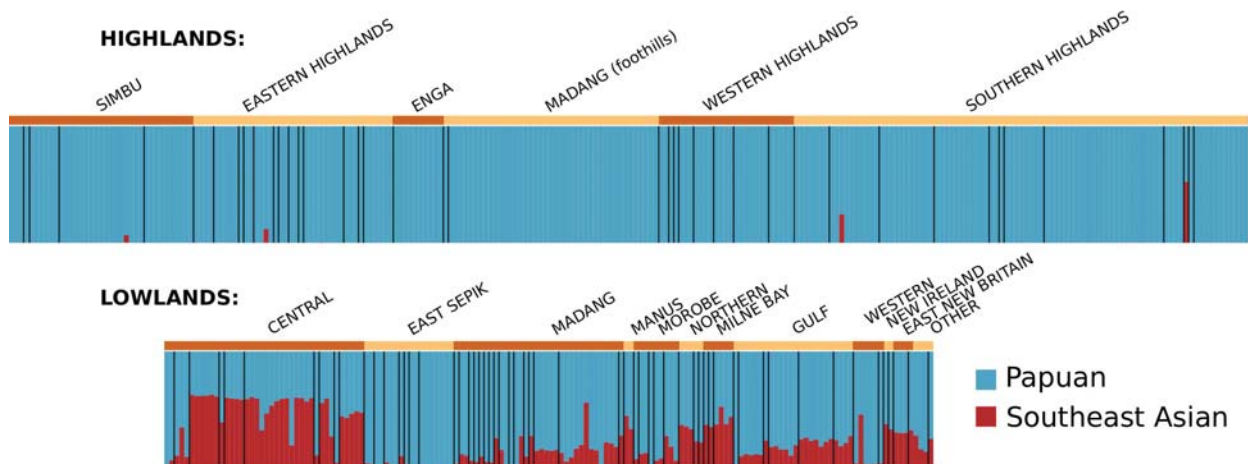 HIGHLANDS:
SIMBU
EASTERN HIGHLANDS
ENGA
MADANG (foothills)
WESTERN HIGHLANDS
SOUTHERN HIGHLANDS
LOWLANDS:
CENTRAL
EAST SEPIK
MADANG
MANUS
MOROBE
NORTHERN
MILNE BAY
GULF
WESTERN
NEW IRELAND
EAST NEW BRITAIN
OTHER
Papuan
Southeast Asian